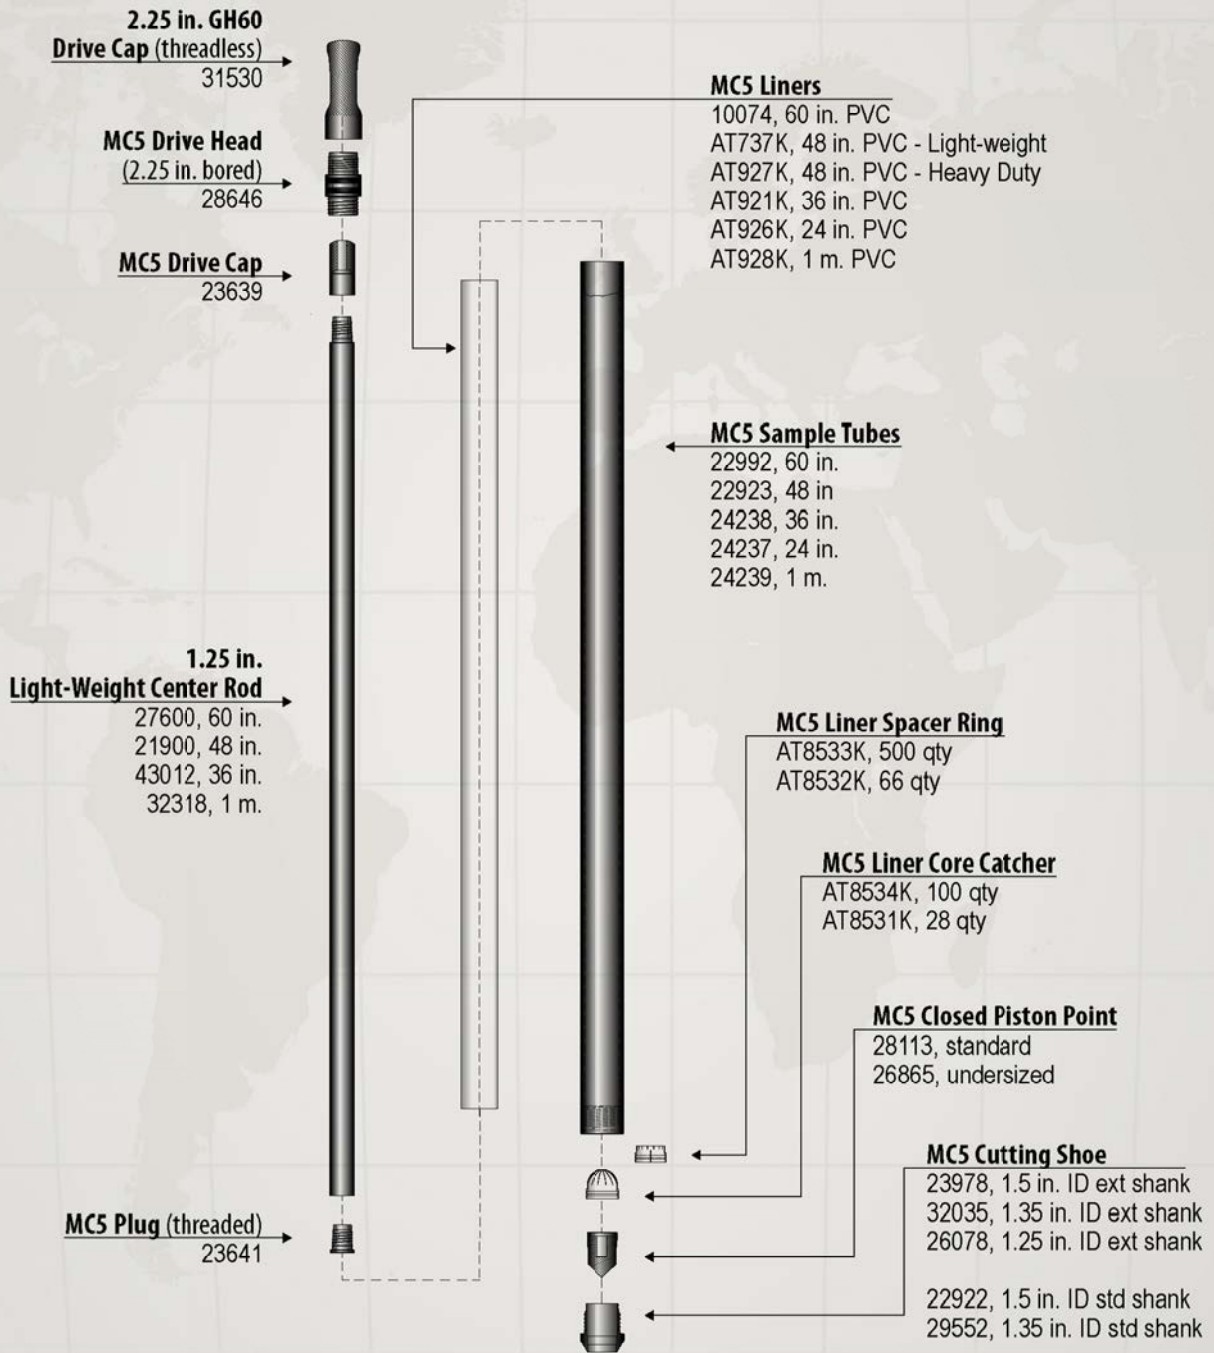 2.25 in. GH60
Drive Cap (threadless)
31530
MC5 Drive Head
(2.25 in. bored)
28646
MC5 Drive Cap
23639
1.25 in.
Light-Weight Center Rod
27600, 60 in.
21900, 48 in.
43012, 36 in.
32318, 1 m.
MC5 Plug (threaded)
23641
MC5 Liners
10074, 60 in. PVC
AT737K, 48 in. PVC - Light-weight
AT927K, 48 in. PVC - Heavy Duty
AT921K, 36 in. PVC
AT926K, 24 in. PVC
AT928K, 1 m. PVC
MC5 Sample Tubes
22992, 60 in.
22923, 48 in
24238, 36 in.
24237, 24 in.
24239, 1 m.
MC5 Liner Spacer Ring
AT8533K, 500 qty
AT8532K, 66 qty
MC5 Liner Core Catcher
AT8534K, 100 qty
AT8531K, 28 qty
MC5 Closed Piston Point
28113, standard
26865, undersized
MC5 Cutting Shoe
23978, 1.5 in. ID ext shank
32035, 1.35 in. ID ext shank
26078, 1.25 in. ID ext shank
22922, 1.5 in. ID std shank
29552, 1.35 in. ID std shank